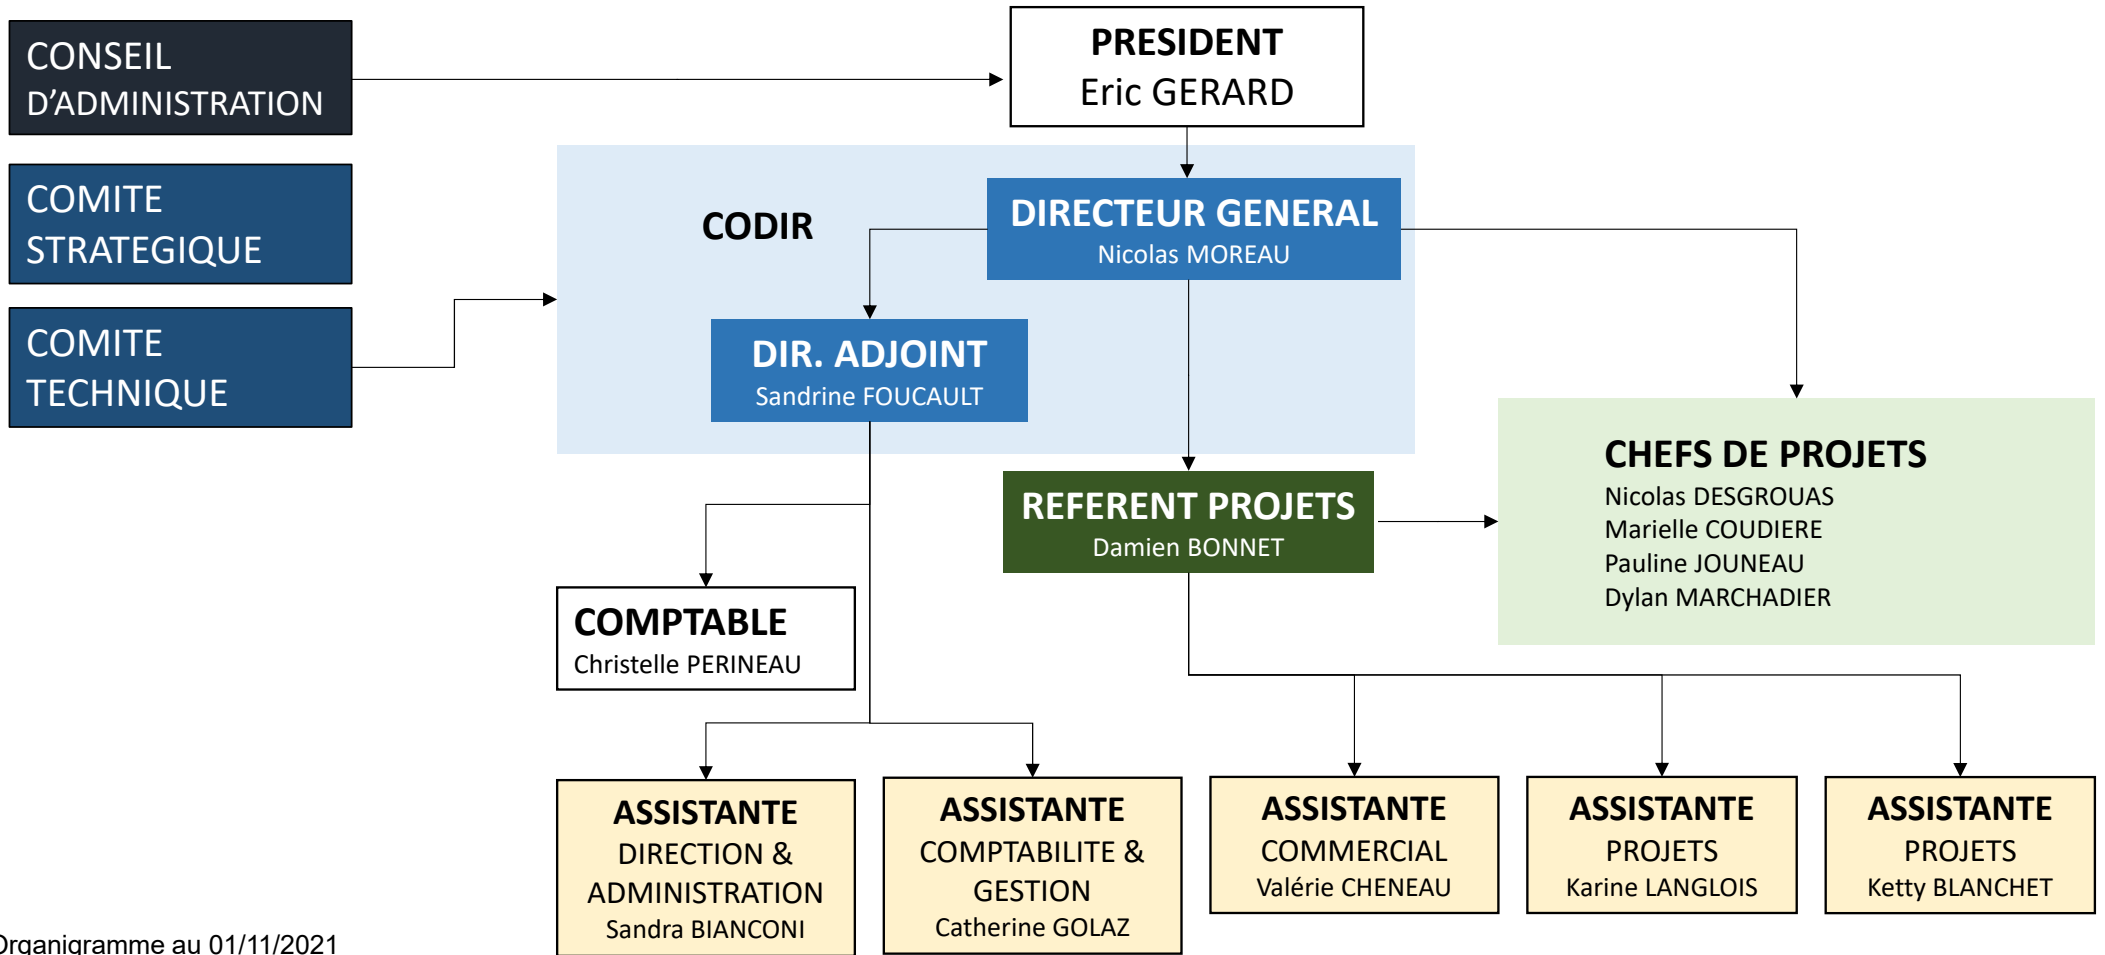 CONSEIL
D'ADMINISTRATION
PRESIDENT
Eric GERARD
COMITE
STRATEGIQUE
CODIR
DIRECTEUR GENERAL
Nicolas MOREAU
COMITE
TECHNIQUE
DIR. ADJOINT
Sandrine FOUCAULT
REFERENT PROJETS
Damien BONNET
CHEFS DE PROJETS
Nicolas DESGROUAS
Marielle COUDIERE
Pauline JOUNEAU
Dylan MARCHADIER
COMPTABLE
Christelle PERINEAU
ASSISTANTE
DIRECTION &
ADMINISTRATION
Sandra BIANCONI
ASSISTANTE
COMPTABILITE &
GESTION
Catherine GOLAZ
ASSISTANTE
COMMERCIAL
Valérie CHENEAU
ASSISTANTE
PROJETS
Karine LANGLOIS
ASSISTANTE
PROJETS
Ketty BLANCHET
Organigramme au 01/11/2021